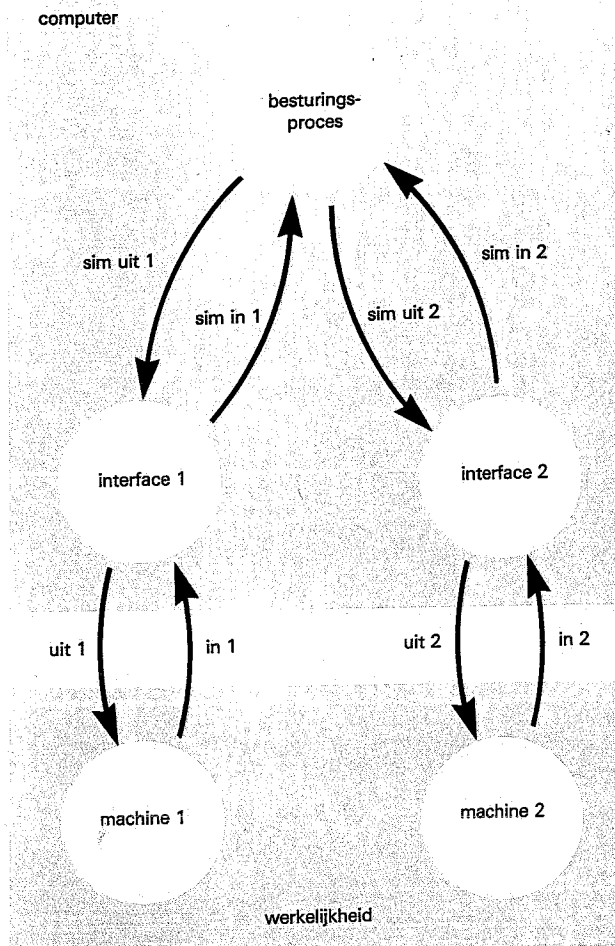 computer
besturings-
proces
sim uit 1
sim in 1
sim uit 2
sim in 2
interface 1
interface 2
uit 1
in 1
uit 2
in 2
machine 1
machine 2
werkelijkheid